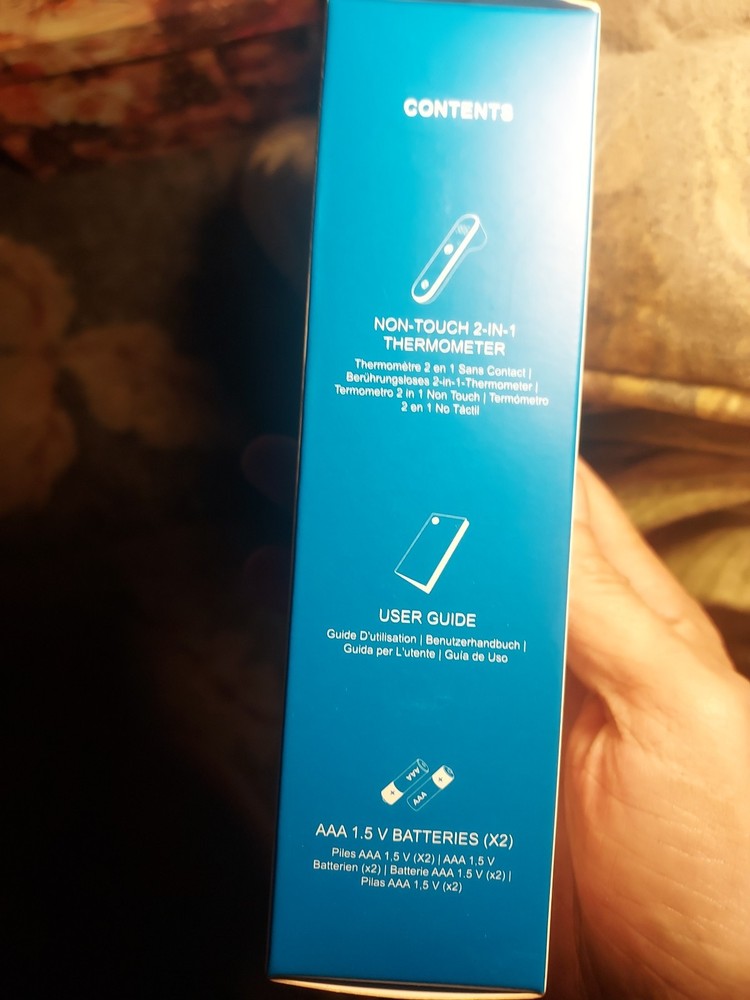 CONTENTS
NON-TOUCH 2-IN-1
THERMOMETER
Thermomètre 2 en 1 Sans Contact |
Berührungsloses 2-in-1-Thermometer |
Termometro 2 in 1 Non Touch | Termómetro
2 en 1 No Táctil
USER GUIDE
Guide D'utilisation | Benutzerhandbuch |
Guida per L'utente | Guía de Uso
AAA
AAA
AAA 1.5 V BATTERIES (X2)
Piles AAA 1,5 V (X2) | AAA 1.5 V
Batterien (x2) | Batterie AAA 1.5 V (x2) |
Pilas AAA 1,5 V (x2)